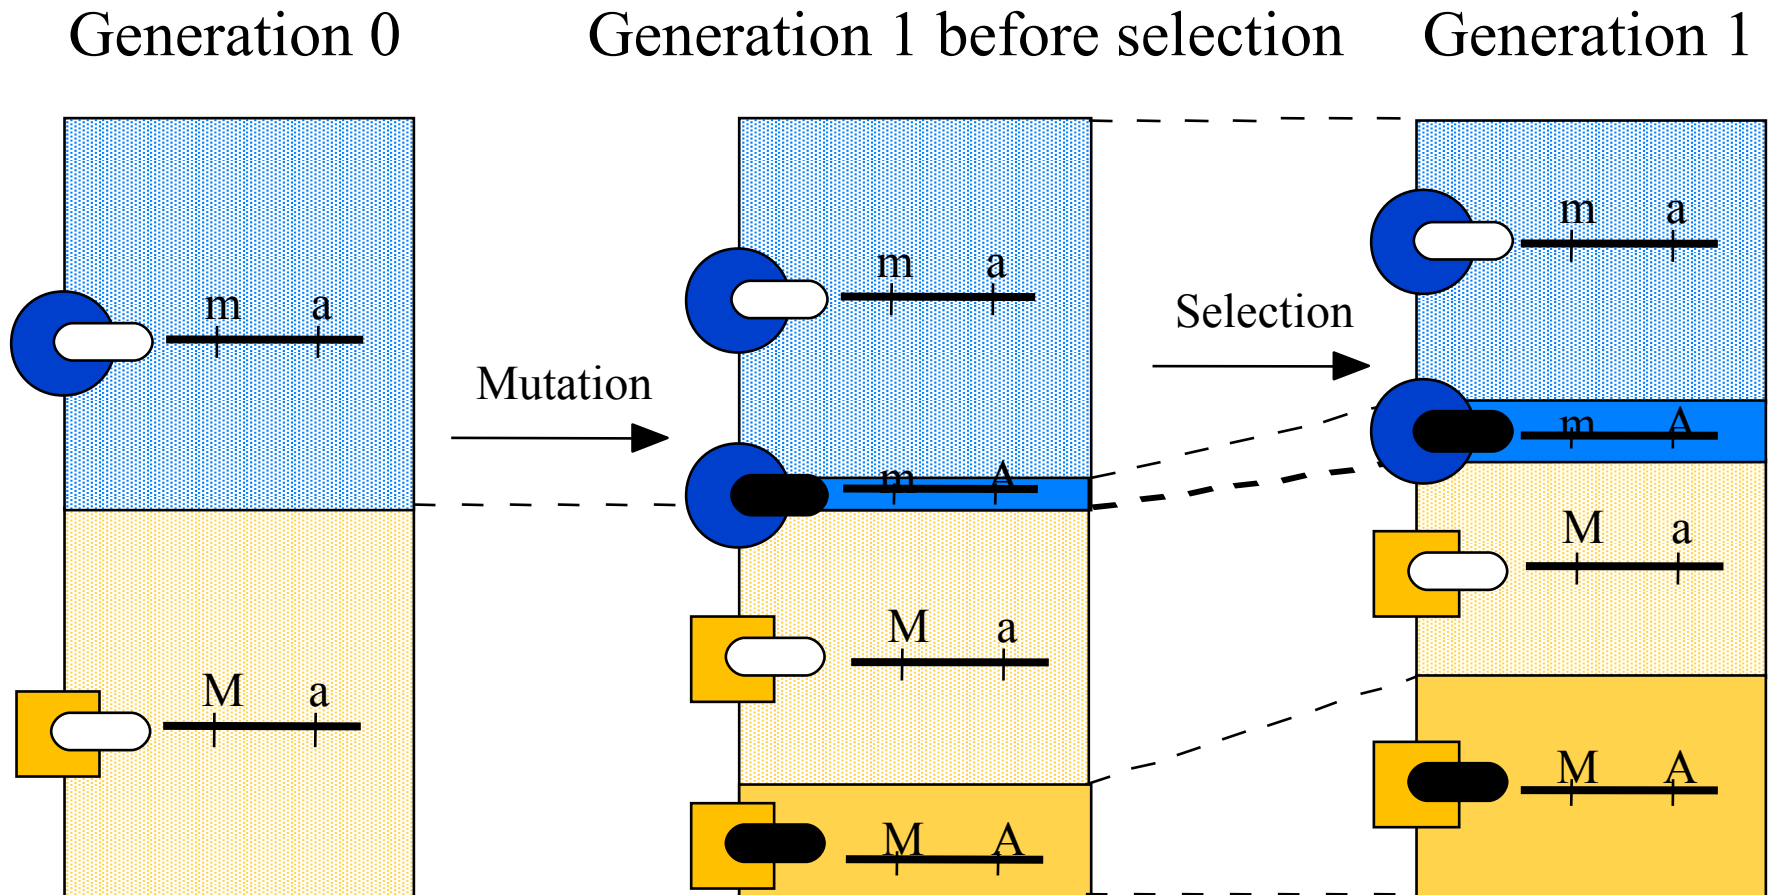 Generation 0
Generation 1 before selection
Generation 1
m a
M a
Mutation
m a
m A
M a
M A
Selection
m a
m A
M a
M A